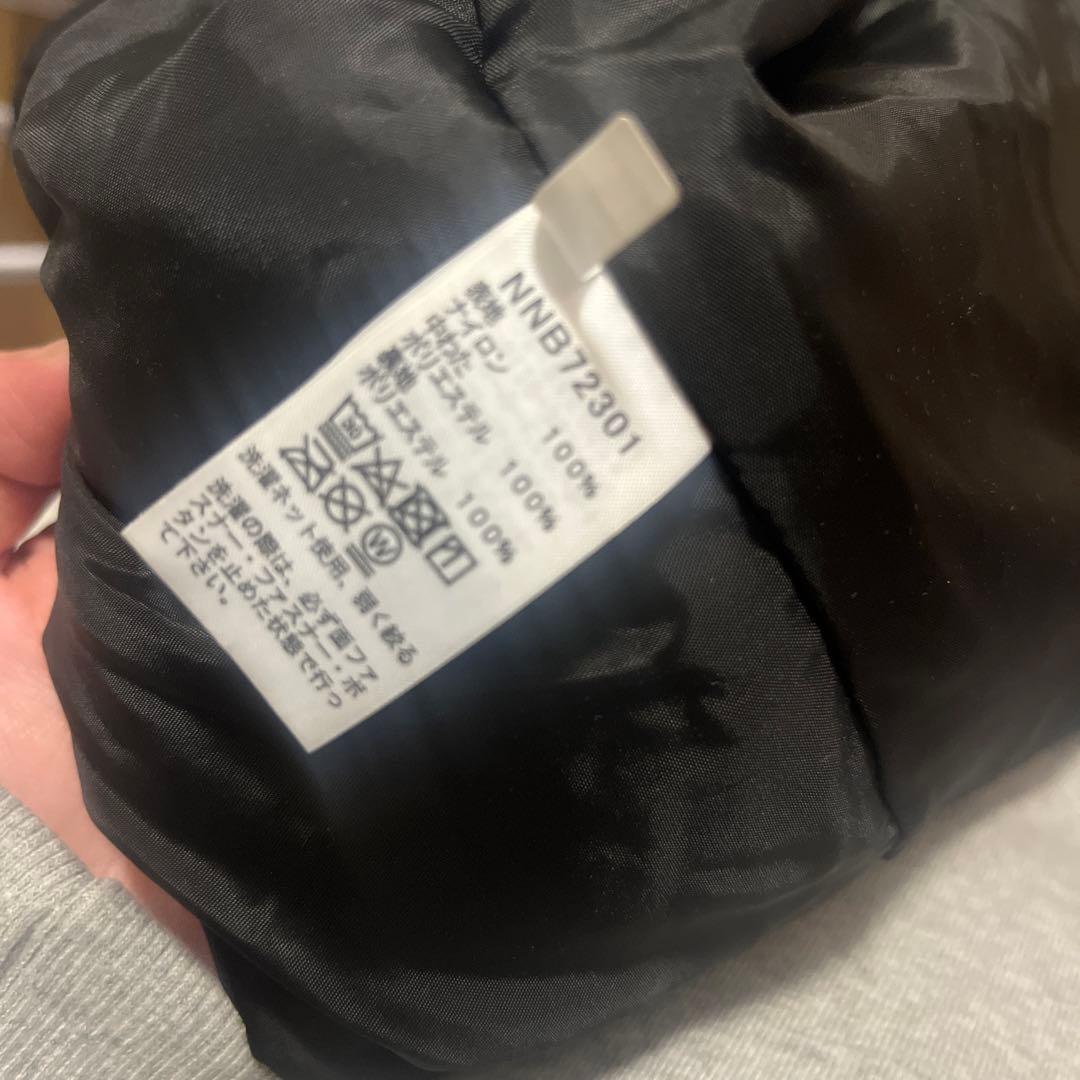 NNB72301
表地
ナイロン 100%
中わた
ポリエステル 100%
裏地
ポリエステル 100%
30
W
洗濯ネット使用、弱く絞る
洗濯の際は、必ず面ファ
スナー・ファスナー・ボ
タンを止めた状態で行っ
て下さい。